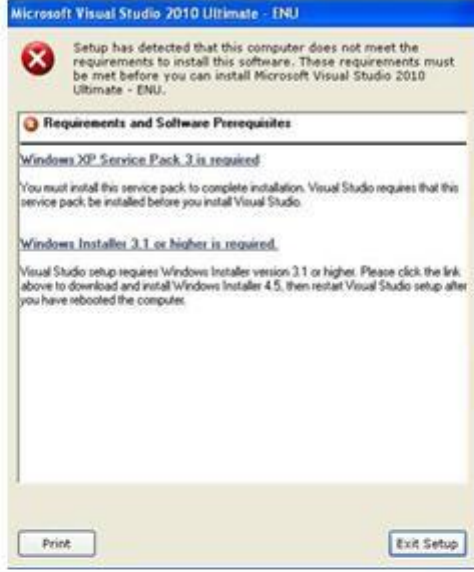 Microsoft Visual Studio 2010 Ultimate - ENU
Setup has detected that this computer does not meet the
requirements to install this software. These requirements must
be met before you can install Microsoft Visual Studio 2010
Ultimate - ENU.
Requirements and Software Prerequisites
Windows XP Service Pack 3 is required
You must install this service pack to complete installation. Visual Studio requires that this
service pack be installed before you install Visual Studio.
Windows Installer 3.1 or higher is required.
Visual Studio setup requires Windows Installer version 3.1 or higher. Please click the link
above to download and install Windows Installer 4.5, then restart Visual Studio setup after
you have rebooted the computer.
Print
Exit Setup